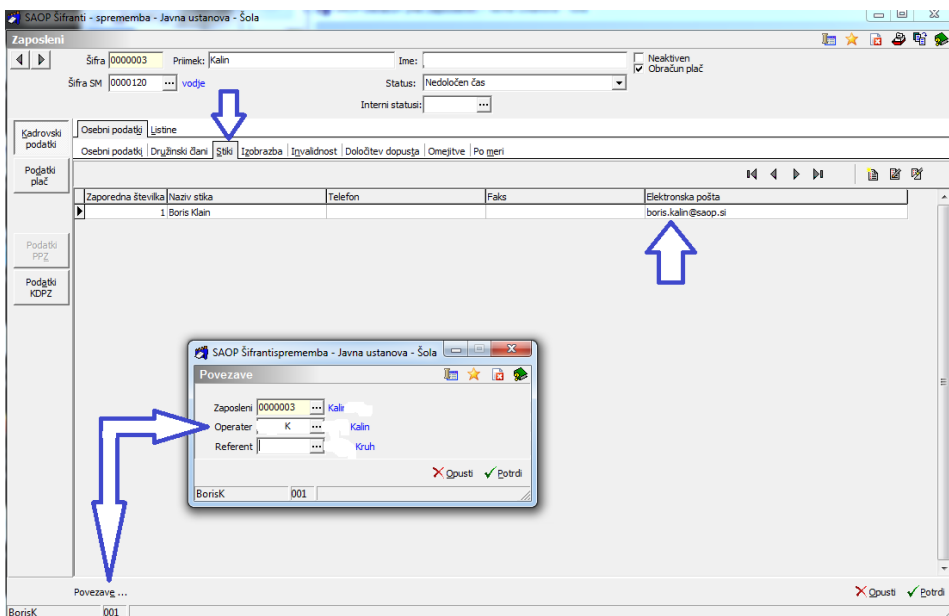 SAOP Šifranti - sprememba - Javna ustanova - Šola
Zaposleni
Šifra 0000003 Priimek: Kalin Ime: Neaktiven
Obračun plač
Šifra SM 0000120 ... vodje Status: Nedoločen čas
Interni statusi: ...
Kadrovski podatki
Osebni podatki Listine
Osebni podatki Družinski člani Stiki Izobrazba Invalidnost Določitev dopusta Omejitve Po meri
Podatki plač
Zaporedna številka Naziv stika Telefon Faks Elektronska pošta
1 Boris Klain boris.kalin@saop.si
Podatki PPZ
Podatki KDPZ
SAOP Šifrantisprememba - Javna ustanova - Šola
Povezave
Zaposleni 0000003 ... Kalin
Operater K ... Kalin
Referent ... Kruh
Opusti Potrdi
BorisK 001
Povezave ...
Opusti Potrdi
BorisK 001